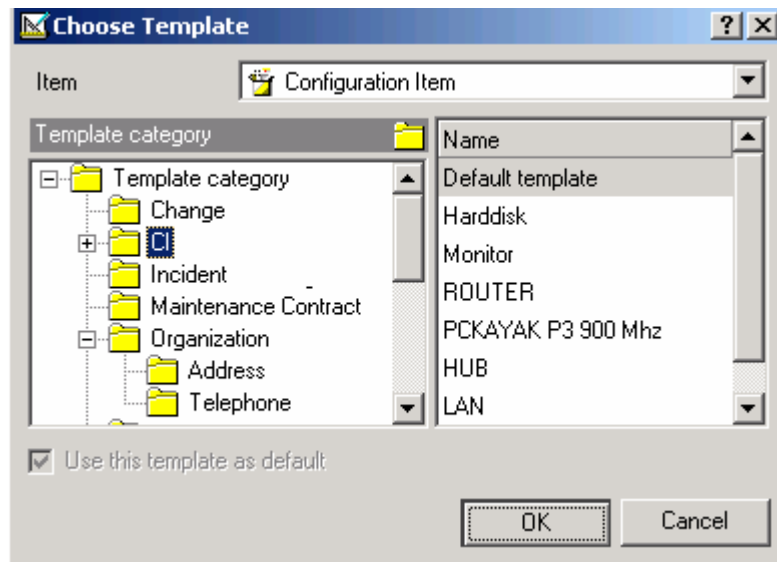 Choose Template
Item
Configuration Item
Template category
Template category
Change
CI
Incident
Maintenance Contract
Organization
Address
Telephone
Name
Default template
Harddisk
Monitor
ROUTER
PCKAYAK P3 900 Mhz
HUB
LAN
Use this template as default
OK
Cancel